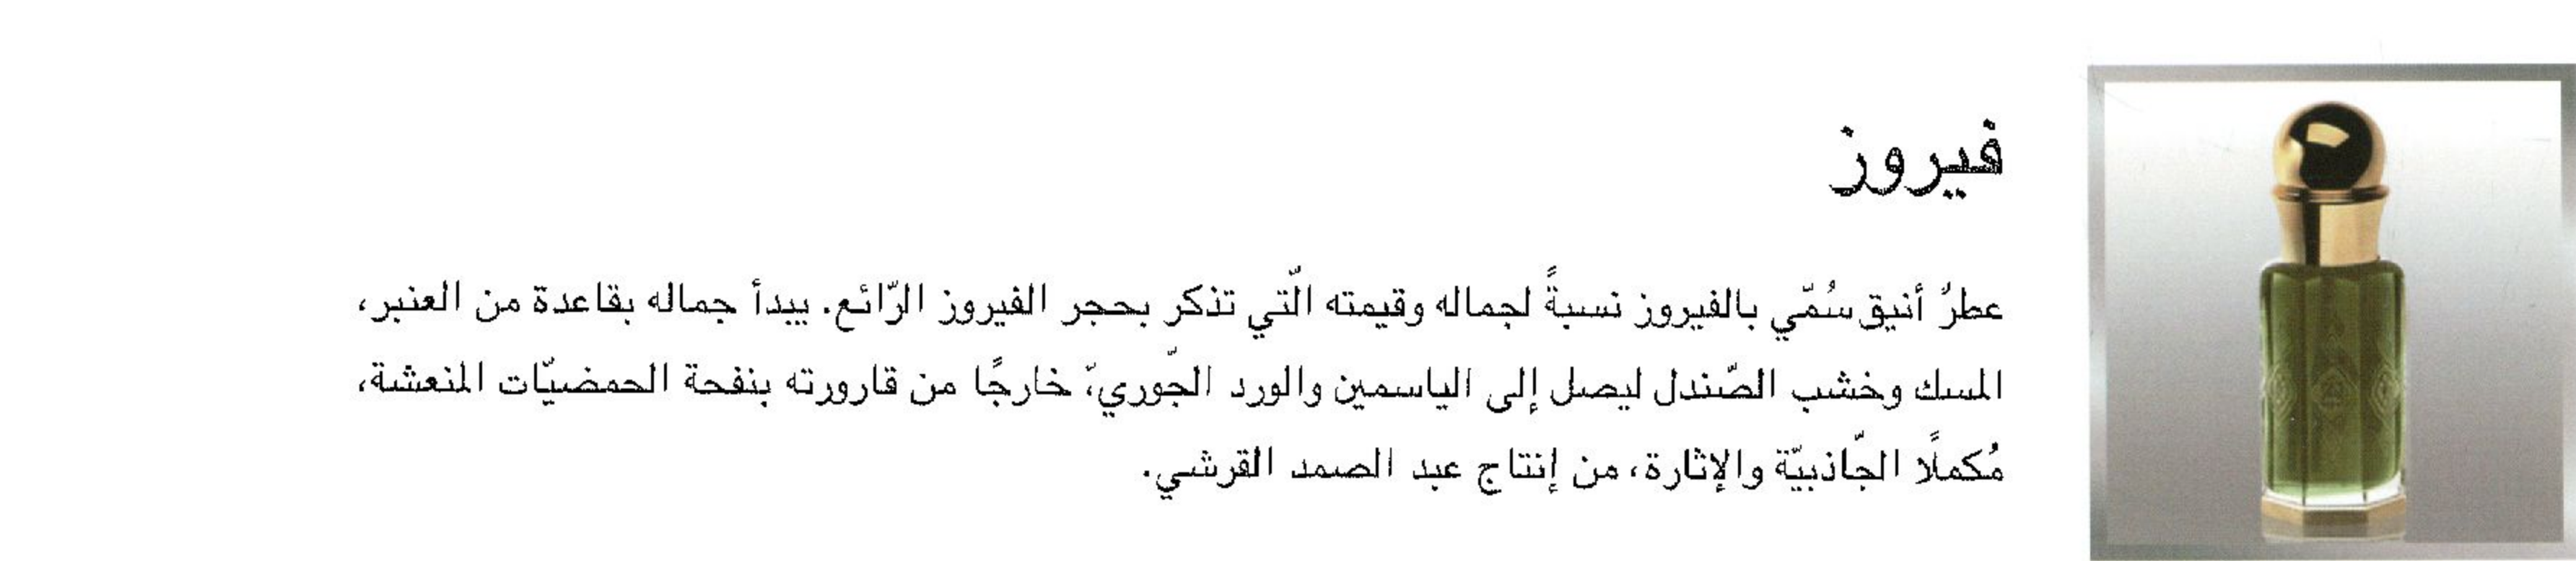 فيروز
عطرٌ أنيق سُمّي بالفيروز نسبةً لجماله وقيمته الّتي تذكر بحجر الفيروز الرّائع. يبدأ جماله بقاعدة من العنبر،
المسك وخشب الصّندل ليصل إلى الياسمين والورد الجّوريّ، خارجًا من قارورته بنفحة الحمضيّات المنعشة،
مُكملًا الجّاذبيّة والإثارة، من إنتاج عبد الصمد القرشي.